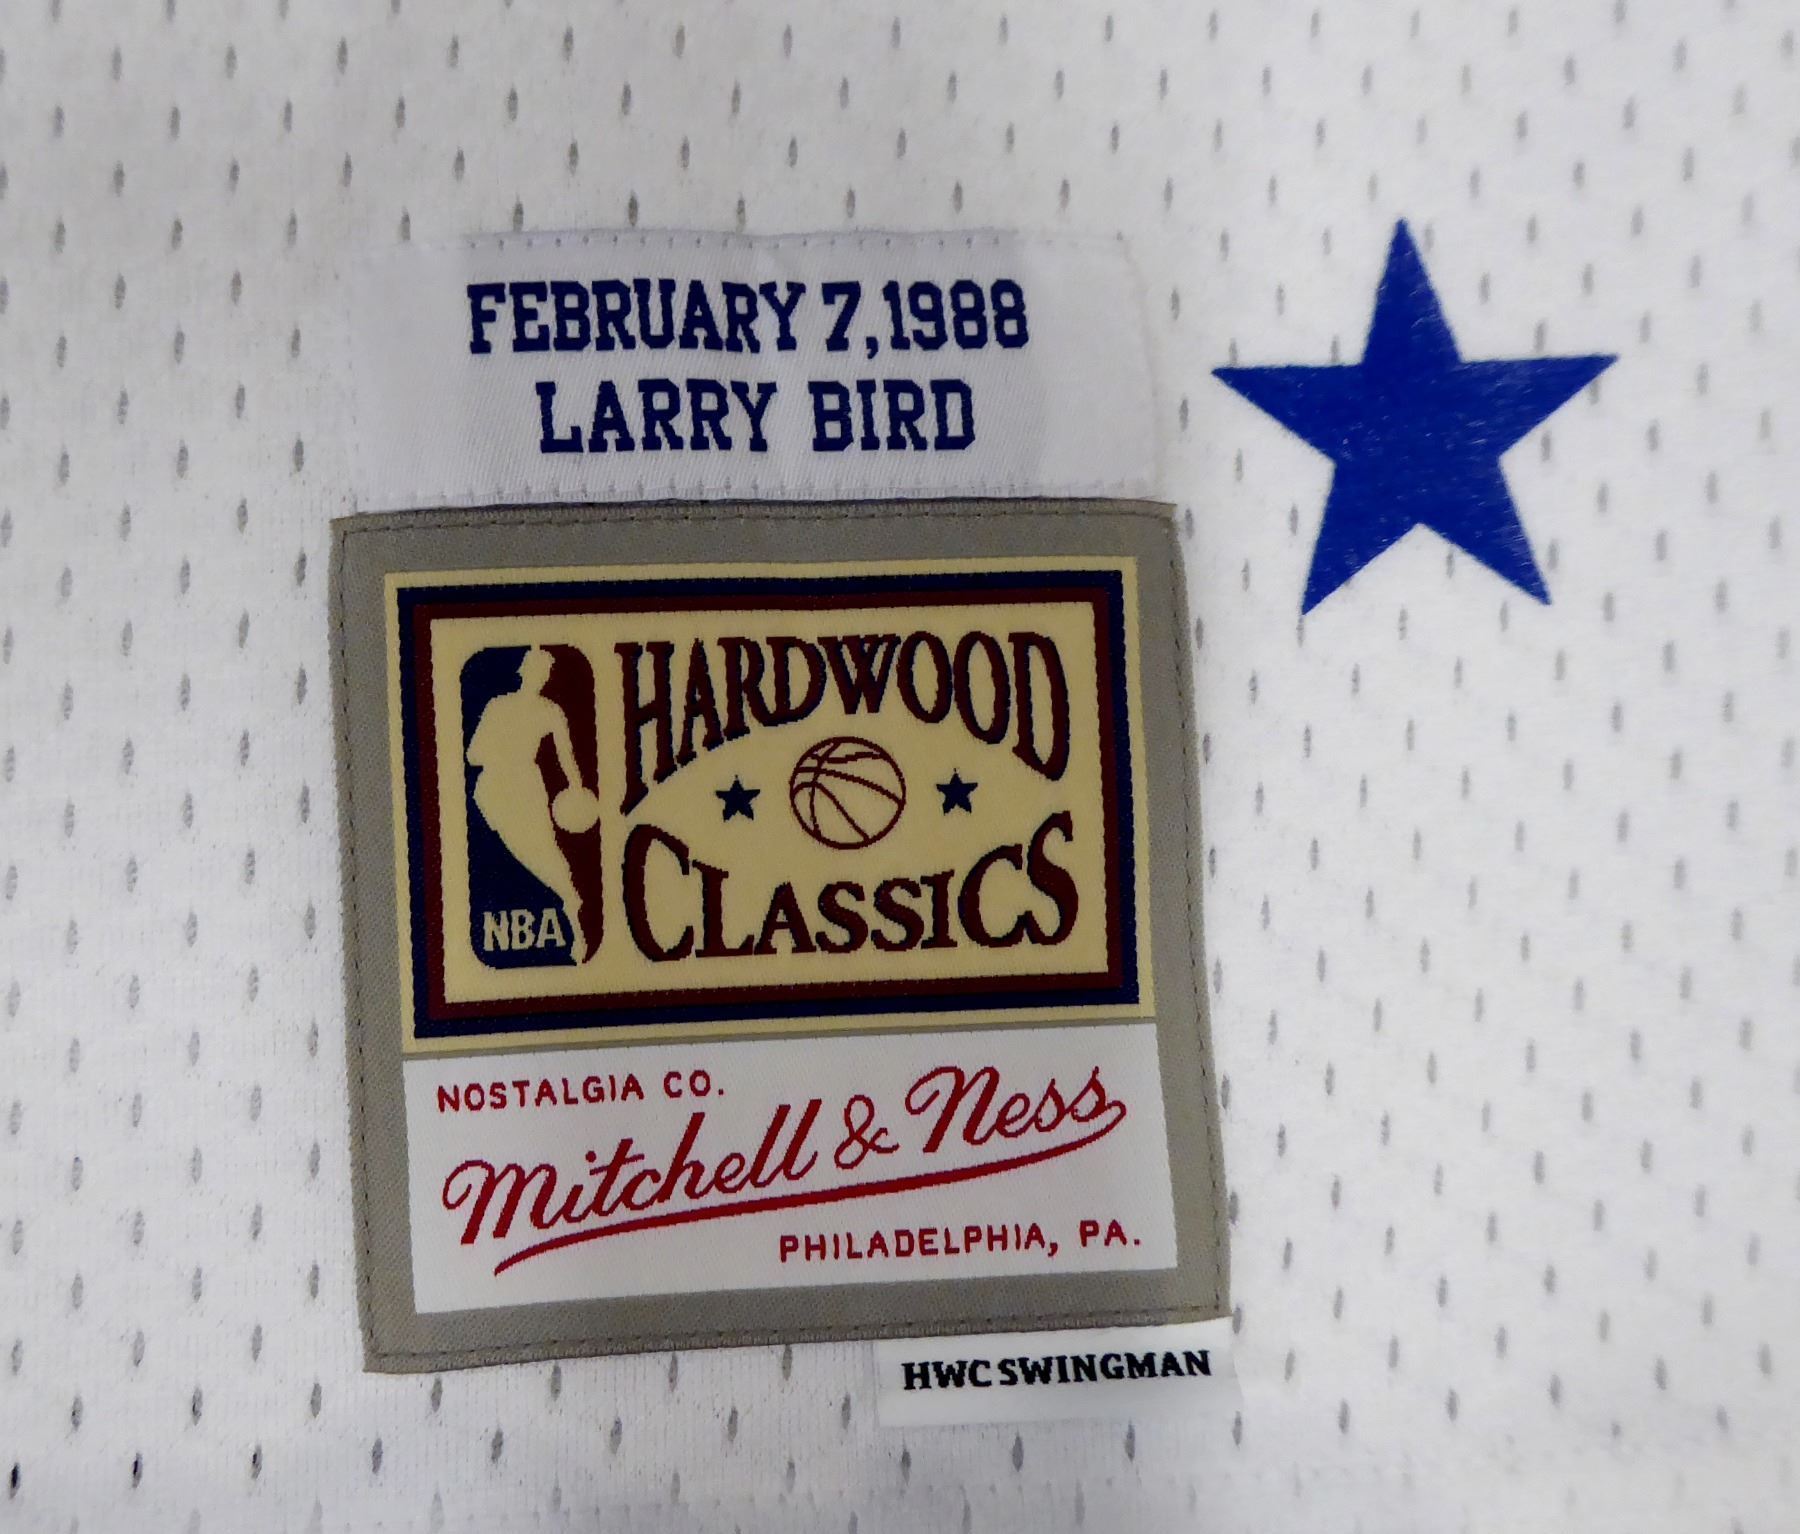 FEBRUARY 7, 1988
LARRY BIRD
HARDWOOD
CLASSICS
NBA
NOSTALGIA CO.
Mitchell & Ness
PHILADELPHIA, PA.
HWC SWINGMAN